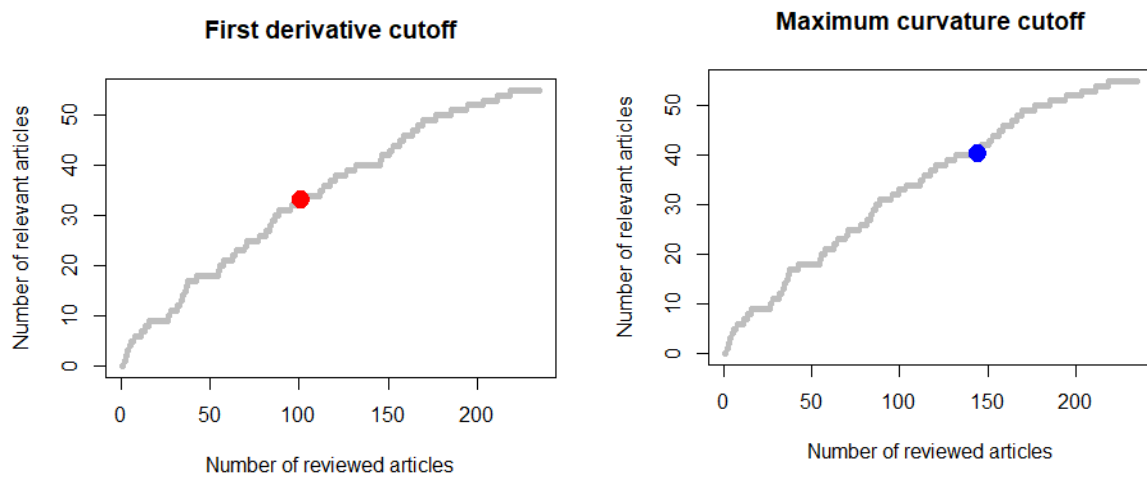 First derivative cutoff
Number of relevant articles
0
10
20
30
40
50
0 50 100 150 200
Number of reviewed articles
Maximum curvature cutoff
Number of relevant articles
0
10
20
30
40
50
0 50 100 150 200
Number of reviewed articles